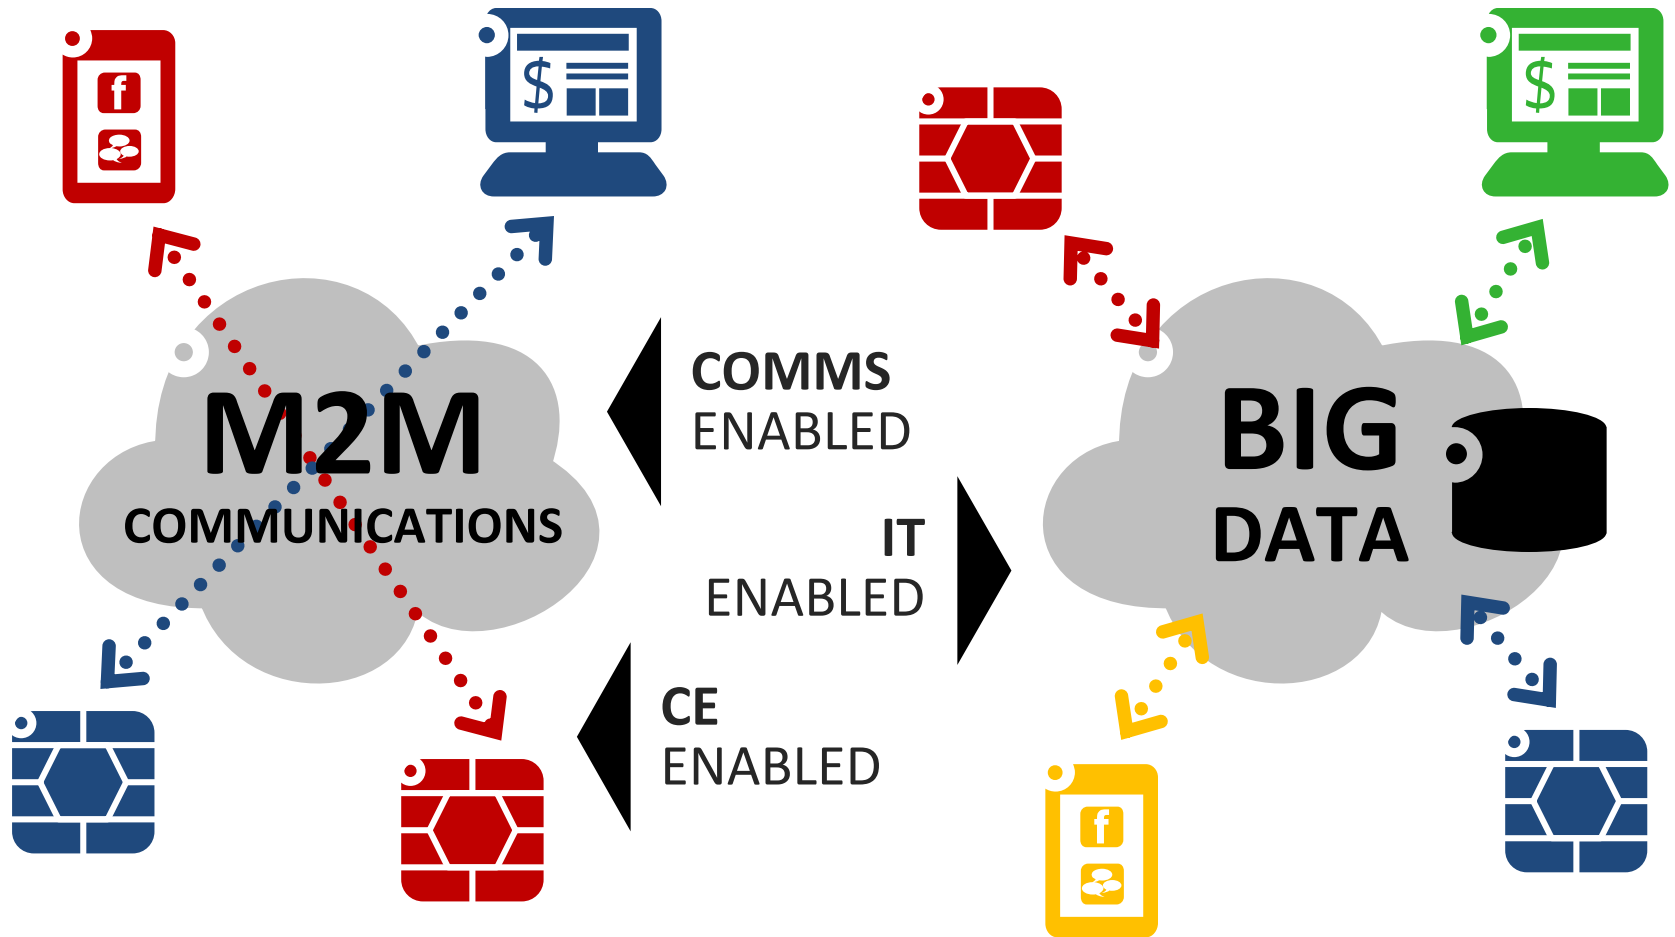 f
$
$
f
COMMS
ENABLED
M2M
COMMUNICATIONS
BIG
DATA
IT
ENABLED
CE
ENABLED